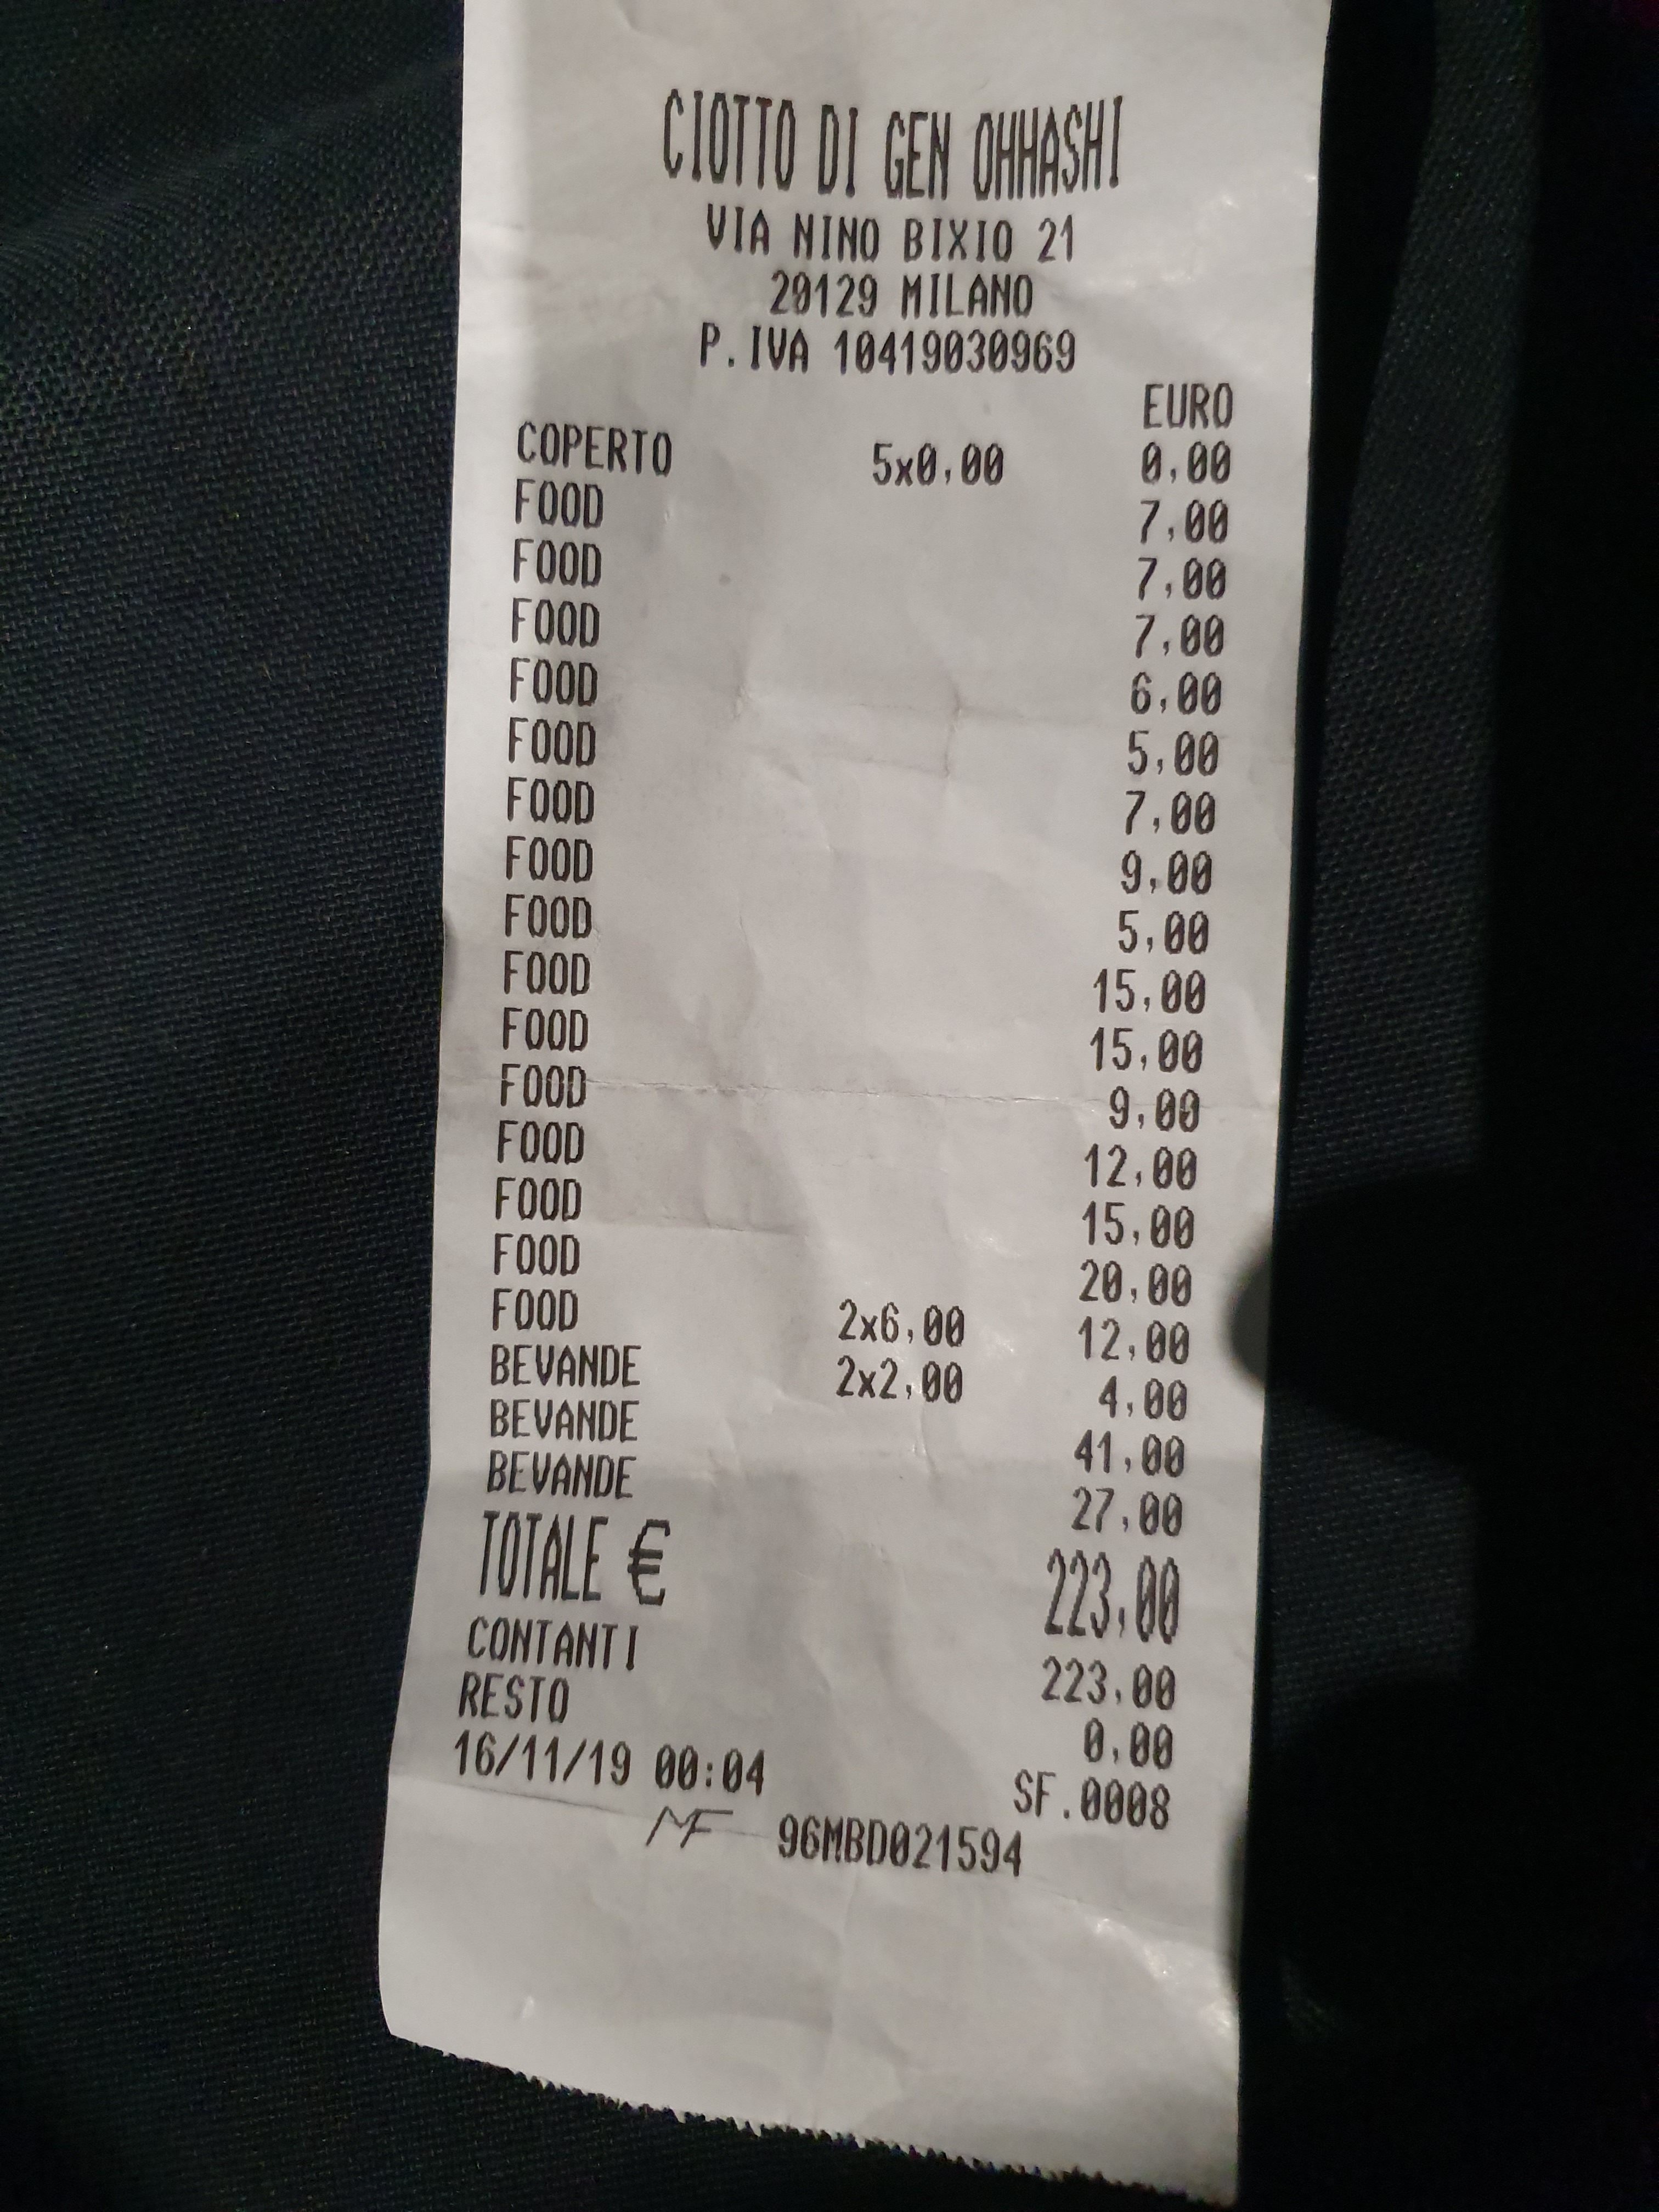 CIOTTO DI GEN OHHASHI
VIA NINO BIXIO 21
20129 MILANO
P.IVA 10419030969
EURO
COPERTO 5x0,00 0,00
FOOD 7,00
FOOD 7,00
FOOD 7,00
FOOD 6,00
FOOD 5,00
FOOD 7,00
FOOD 9,00
FOOD 5,00
FOOD 15,00
FOOD 15,00
FOOD 9,00
FOOD 12,00
FOOD 15,00
FOOD 20,00
FOOD 2x6,00 12,00
BEVANDE 2x2,00 4,00
BEVANDE 41,00
BEVANDE 27,00
TOTALE € 223,00
CONTANTI 223,00
RESTO 0,00
16/11/19 00:04 SF.0008
MF 96MBD021594